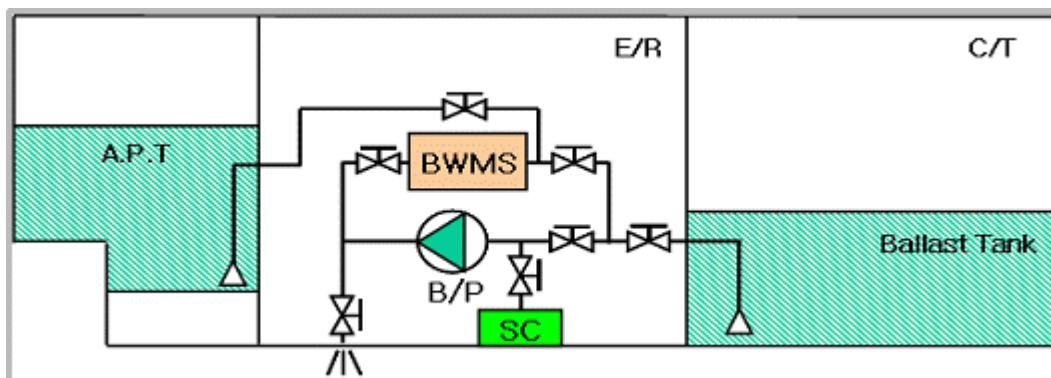 E/R
C/T
A.P.T
BWMS
Ballast Tank
B/P
SC